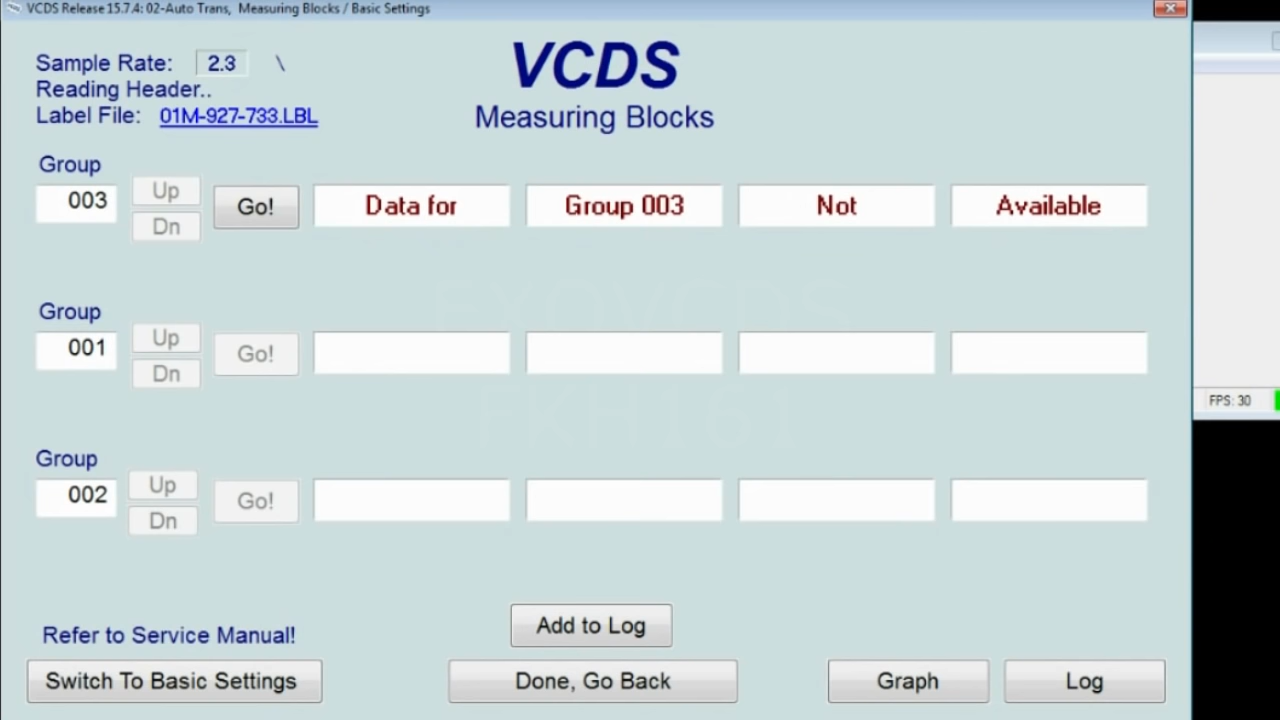 VCDS Release 15.7.4: 02-Auto Trans, Measuring Blocks / Basic Settings
Sample Rate: 2.3 \
VCDS
Reading Header..
Label File: 01M-927-733.LBL
Measuring Blocks
Group
003 Up Dn Go! Data for Group 003 Not Available
Group
001 Up Dn Go!
FPS: 30
Group
002 Up Dn Go!
Refer to Service Manual!
Add to Log
Switch To Basic Settings Done, Go Back Graph Log
EXOVCDS
FKH161